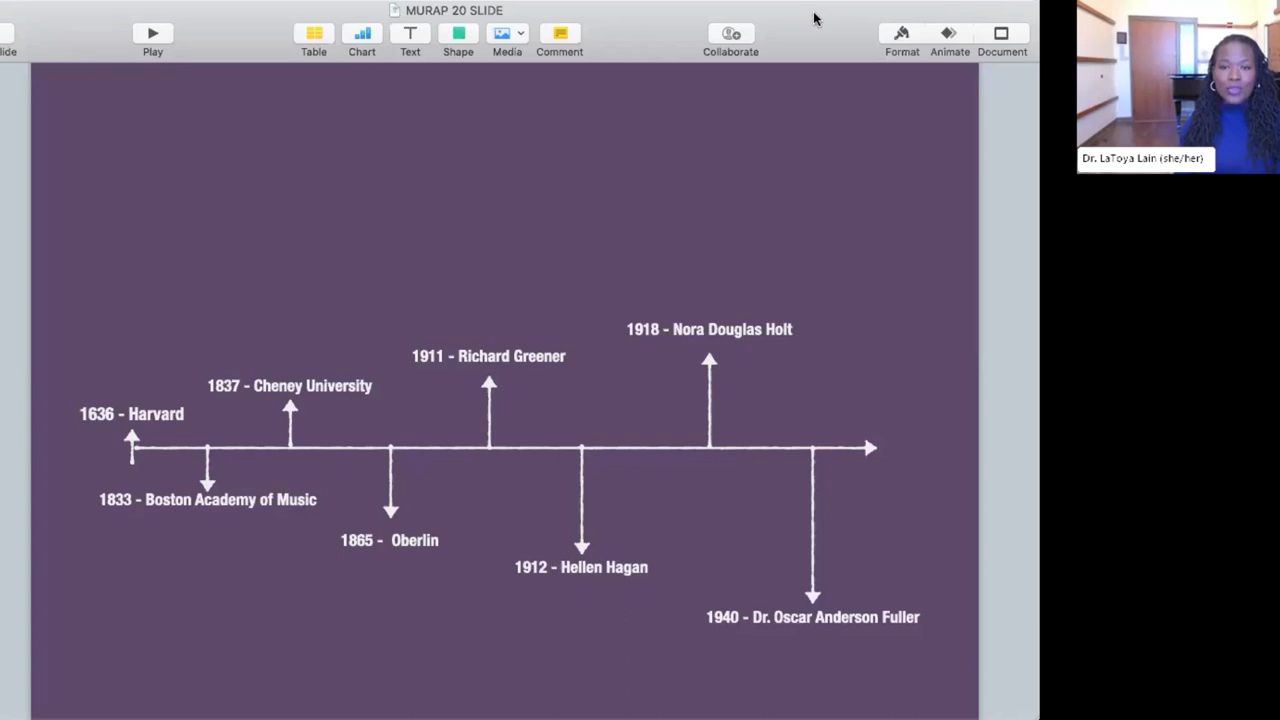 MURAP 20 SLIDE
lide
Play
Table
Chart
Text
Shape
Media
Comment
Collaborate
Format
Animate
Document
Dr. LaToya Lain (she/her)
1918 - Nora Douglas Holt
1911 - Richard Greener
1837 - Cheney University
1636 - Harvard
1833 - Boston Academy of Music
1865 - Oberlin
1912 - Hellen Hagan
1940 - Dr. Oscar Anderson Fuller